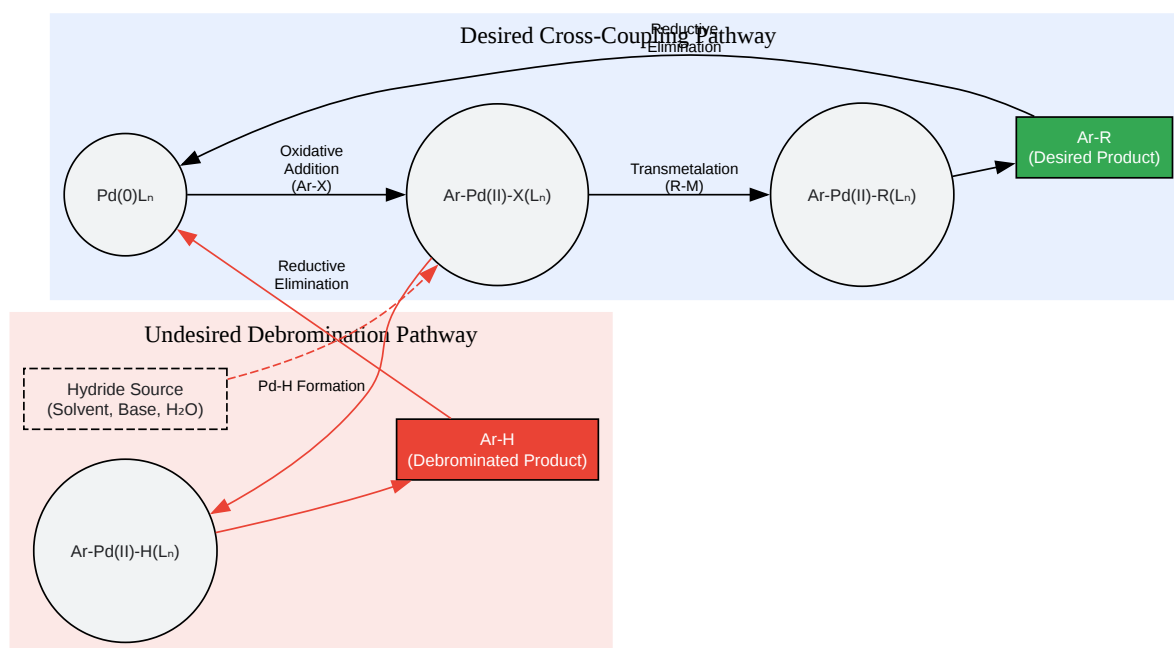 Desired Cross-Coupling Pathway
Reductive
Elimination
Pd(0)Lₙ
Oxidative
Addition
(Ar-X)
Ar-Pd(II)-X(Lₙ)
Transmetalation
(R-M)
Ar-Pd(II)-R(Lₙ)
Ar-R
(Desired Product)
Reductive
Elimination
Undesired Debromination Pathway
Hydride Source
(Solvent, Base, H₂O)
Pd-H Formation
Ar-H
(Debrominated Product)
Ar-Pd(II)-H(Lₙ)